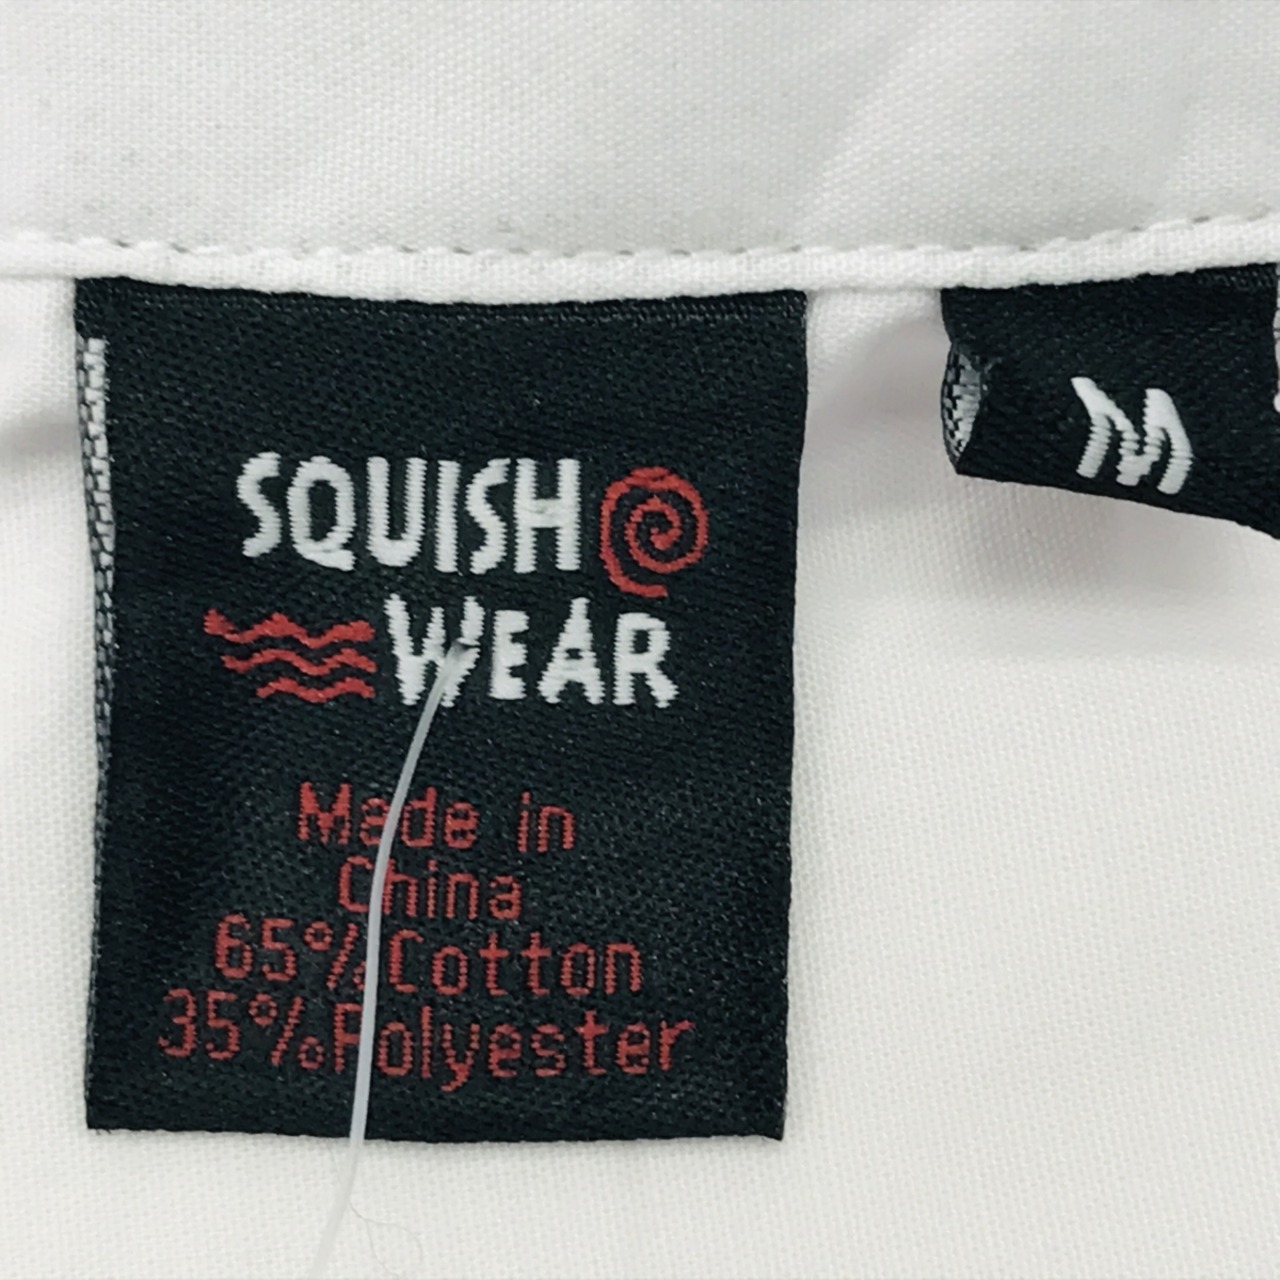 SQUISH
WEAR
Made in
China
65% Cotton
35% Polyester
M